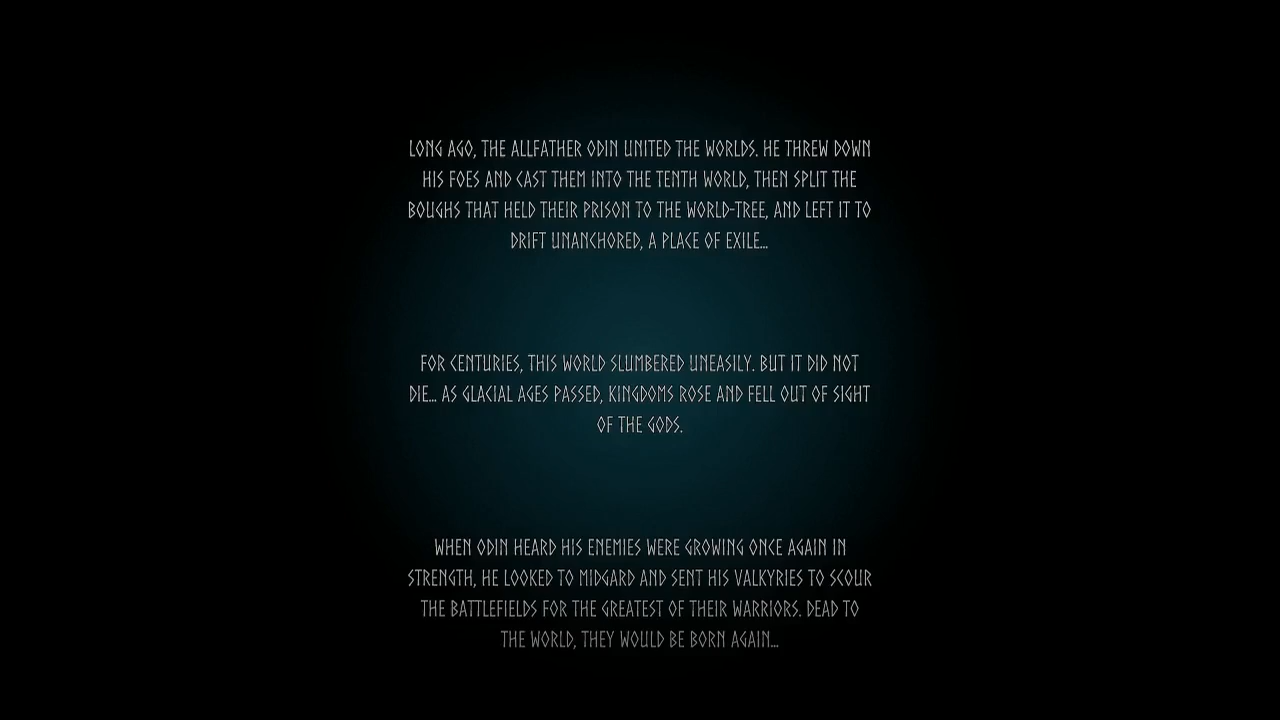 LONG AGO, THE ALLFATHER ODIN UNITED THE WORLDS. HE THREW DOWN
HIS FOES AND CAST THEM INTO THE TENTH WORLD, THEN SPLIT THE
BOUGHS THAT HELD THEIR PRISON TO THE WORLD-TREE, AND LEFT IT TO
DRIFT UNANCHORED, A PLACE OF EXILE...
FOR CENTURIES, THIS WORLD SLUMBERED UNEASILY. BUT IT DID NOT
DIE... AS GLACIAL AGES PASSED, KINGDOMS ROSE AND FELL OUT OF SIGHT
OF THE GODS.
WHEN ODIN HEARD HIS ENEMIES WERE GROWING ONCE AGAIN IN
STRENGTH, HE LOOKED TO MIDGARD AND SENT HIS VALKYRIES TO SCOUR
THE BATTLEFIELDS FOR THE GREATEST OF THEIR WARRIORS. DEAD TO
THE WORLD, THEY WOULD BE BORN AGAIN...